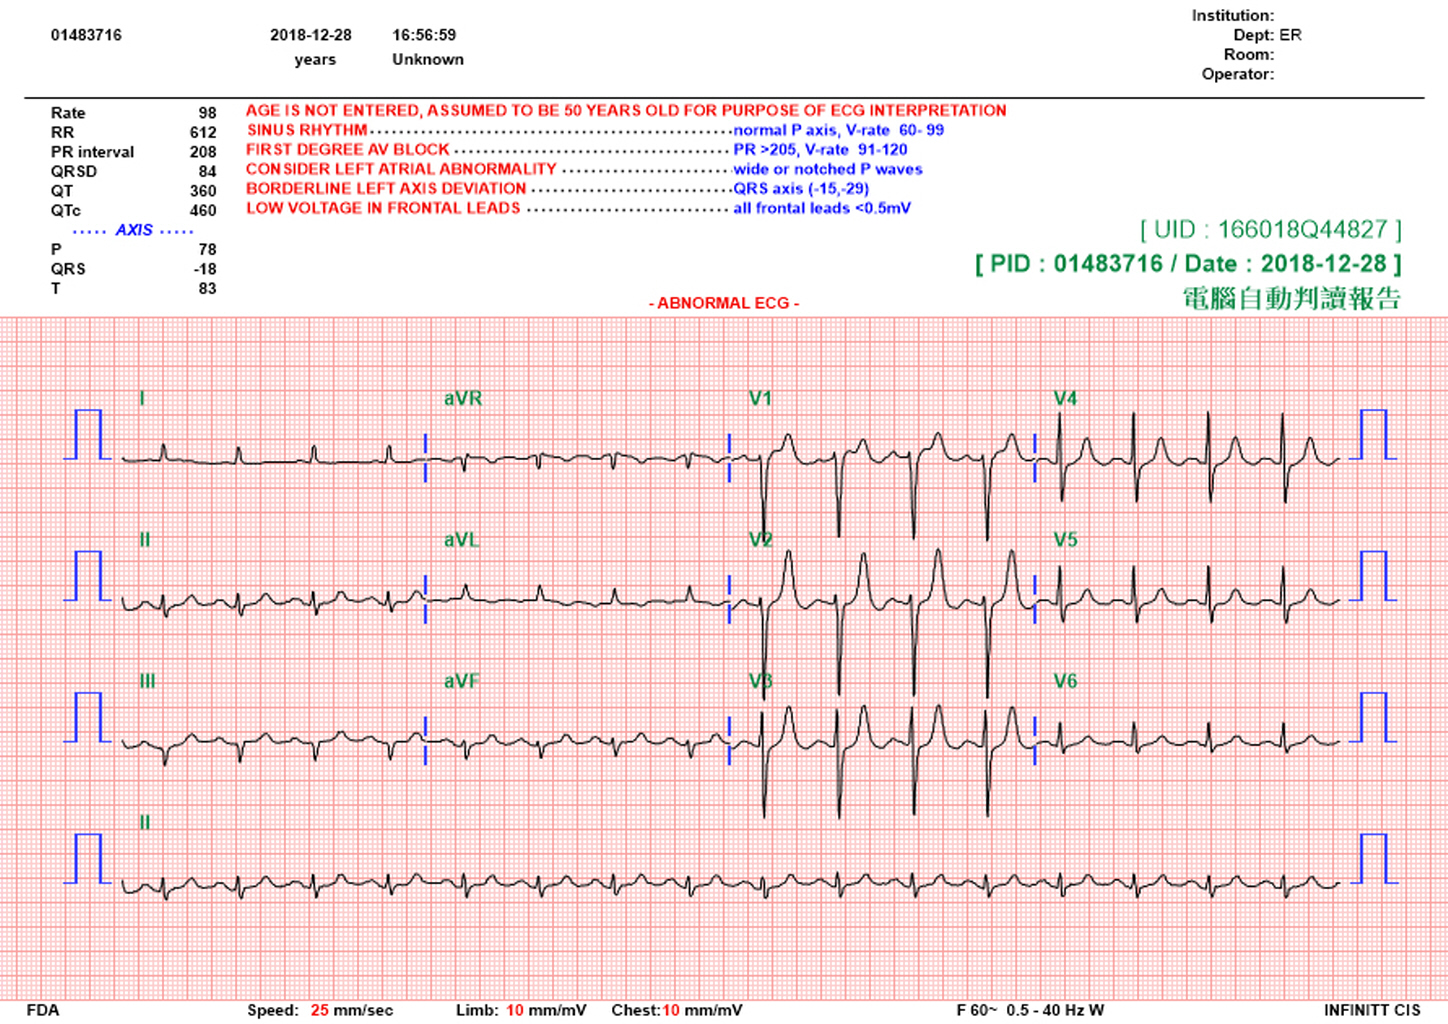 Institution:
01483716 2018-12-28 16:56:59 Dept: ER
years Unknown Room:
Operator:
Rate 98 AGE IS NOT ENTERED, ASSUMED TO BE 50 YEARS OLD FOR PURPOSE OF ECG INTERPRETATION
RR 612 SINUS RHYTHM normal P axis, V-rate 60- 99
PR interval 208 FIRST DEGREE AV BLOCK PR >205, V-rate 91-120
QRSD 84 CONSIDER LEFT ATRIAL ABNORMALITY wide or notched P waves
QT 360 BORDERLINE LEFT AXIS DEVIATION QRS axis (-15,-29)
QTc 460 LOW VOLTAGE IN FRONTAL LEADS all frontal leads <0.5mV
····· AXIS ·····
[ UID : 166018Q44827 ]
P 78
[ PID : 01483716 / Date : 2018-12-28 ]
QRS -18
T 83
電腦自動判讀報告
- ABNORMAL ECG -
I aVR V1 V4
II aVL V2 V5
III aVF V3 V6
II
FDA Speed: 25 mm/sec Limb: 10 mm/mV Chest:10 mm/mV F 60~ 0.5 - 40 Hz W INFINITT CIS